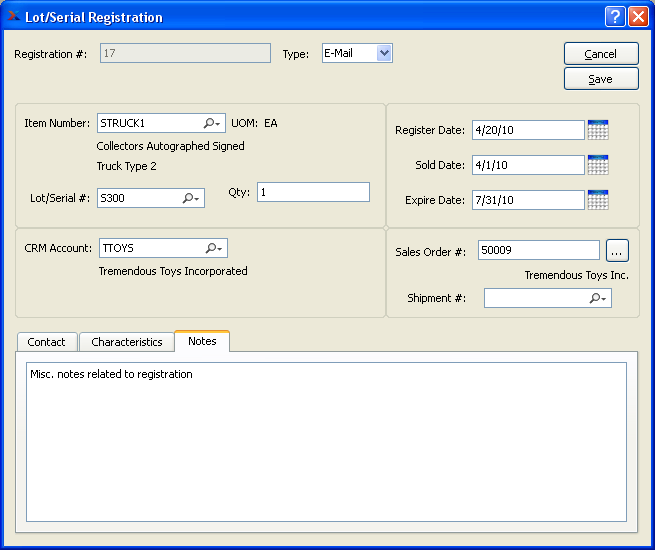 Lot/Serial Registration
Registration #: 17 Type: E-Mail
Cancel
Save
Item Number: STRUCK1 UOM: EA
Collectors Autographed Signed
Truck Type 2
Lot/Serial #: S300 Qty: 1
Register Date: 4/20/10
Sold Date: 4/1/10
Expire Date: 7/31/10
CRM Account: TTOYS
Tremendous Toys Incorporated
Sales Order #: 50009 ...
Tremendous Toys Inc.
Shipment #:
Contact Characteristics Notes
Misc. notes related to registration